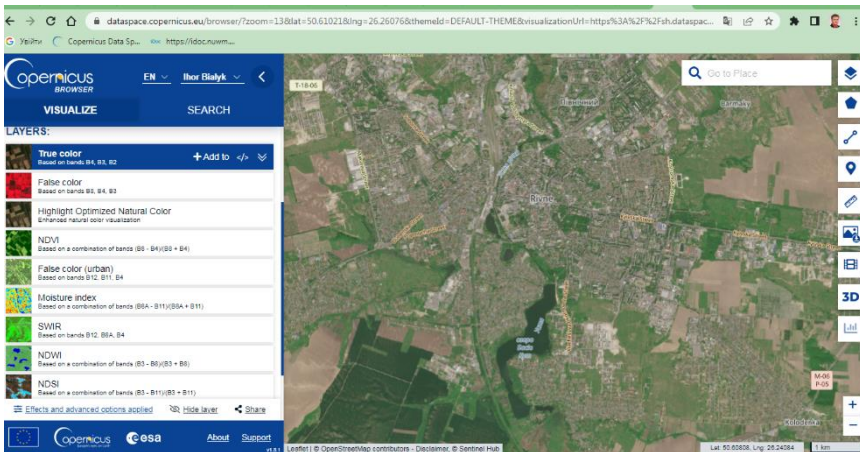 dataspace.copernicus.eu/browser/?zoom=13&lat=50.61021&lng=26.26076&themeId=DEFAULT-THEME&visualizationUrl=https%3A%2F%2Fsh.dataspac...
G Увійти Copernicus Data Sp... https://idoc.nuwm....
opernicus
BROWSER
EN
Ihor Bialyk
VISUALIZE SEARCH
LAYERS:
True color
Based on bands B4, B3, B2
+ Add to </>
False color
Based on bands B8, B4, B3
Highlight Optimized Natural Color
Enhanced natural color visualization
NDVI
Based on a combination of bands (B8 - B4)/(B8 + B4)
False color (urban)
Based on bands B12, B11, B4
Moisture index
Based on a combination of bands (B8A - B11)/(B8A + B11)
SWIR
Based on bands B12, B8A, B4
NDWI
Based on a combination of bands (B3 - B8)/(B3 + B8)
NDSI
Based on a combination of bands (B3 - B11)/(B3 + B11)
Effects and advanced options applied Hide layer Share
opernicus esa About Support
T-18-06
Go to Place
Rivne
3D
M-06
P-05
+
−
Leaflet | © OpenStreetMap contributors - Disclaimer, © Sentinel Hub
Lat: 50.60808, Lng: 26.24084
1 km